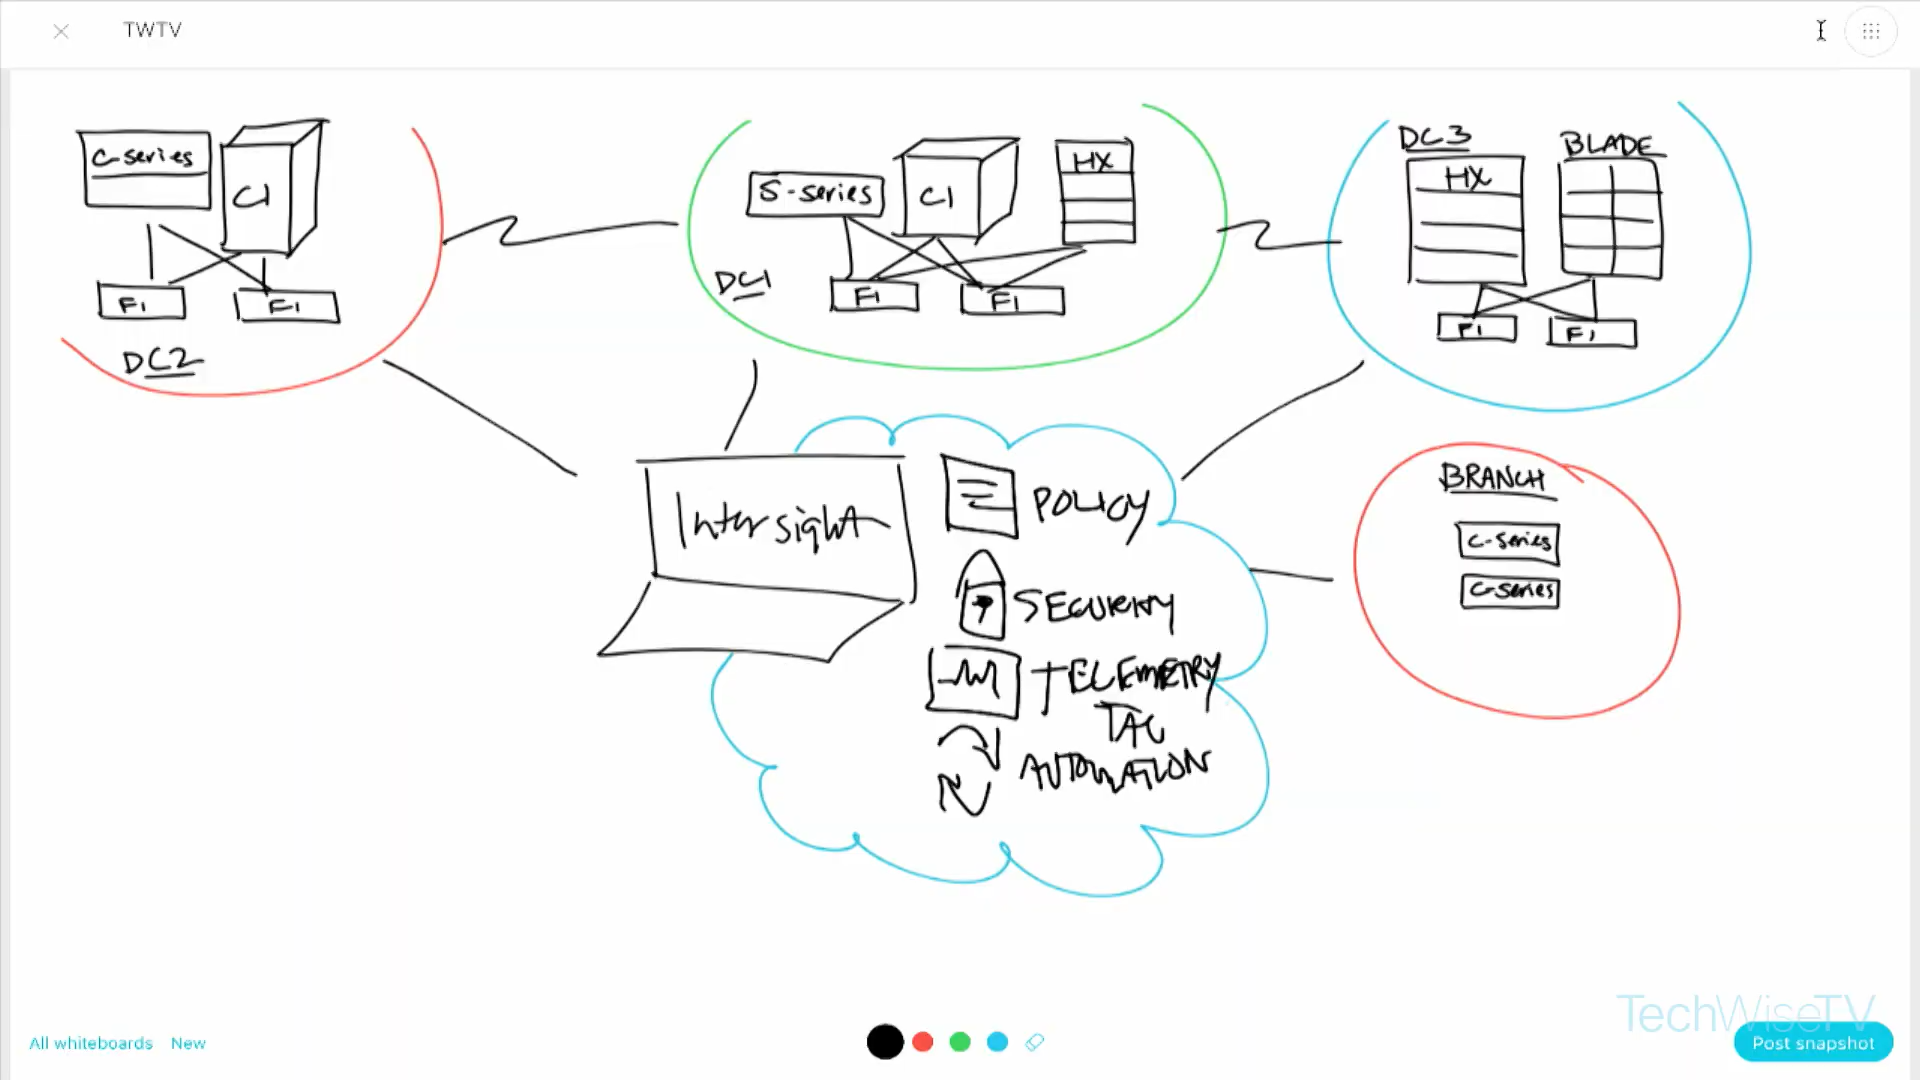 TWTV
C-series
CI
FI
FI
DC2
S-series
CI
HX
DC1
FI
FI
DC3
BLADE
HX
FI
FI
Intersight
POLICY
SECURITY
TELEMETRY
TAC
AUTOMATION
BRANCH
C-series
C-series
TechWiseTV
All whiteboards
New
Post snapshot